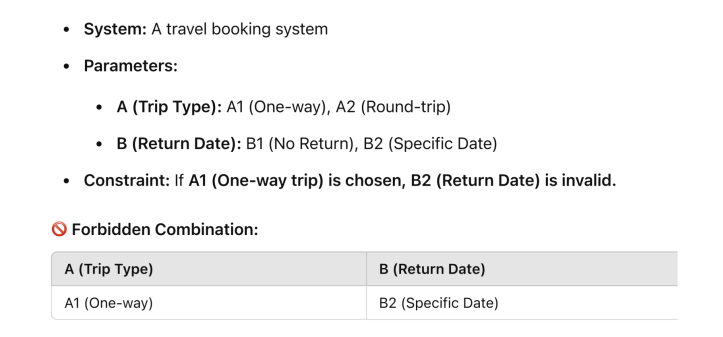 System: A travel booking system
Parameters:
A (Trip Type): A1 (One-way), A2 (Round-trip)
B (Return Date): B1 (No Return), B2 (Specific Date)
Constraint: If A1 (One-way trip) is chosen, B2 (Return Date) is invalid.
🚫 Forbidden Combination:
A (Trip Type) B (Return Date)
A1 (One-way) B2 (Specific Date)